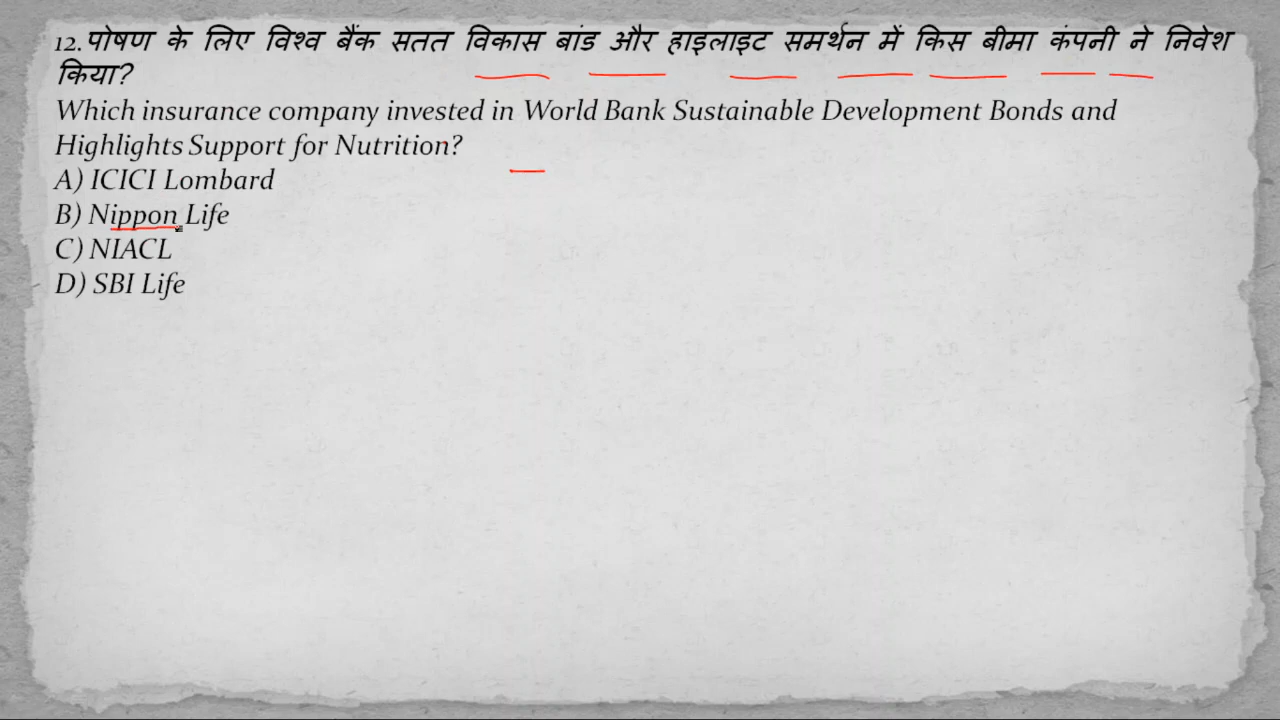 12.पोषण के लिए विश्व बैंक सतत विकास बांड और हाइलाइट समर्थन में किस बीमा कंपनी ने निवेश
किया?
Which insurance company invested in World Bank Sustainable Development Bonds and
Highlights Support for Nutrition?
A) ICICI Lombard
B) Nippon Life
C) NIACL
D) SBI Life